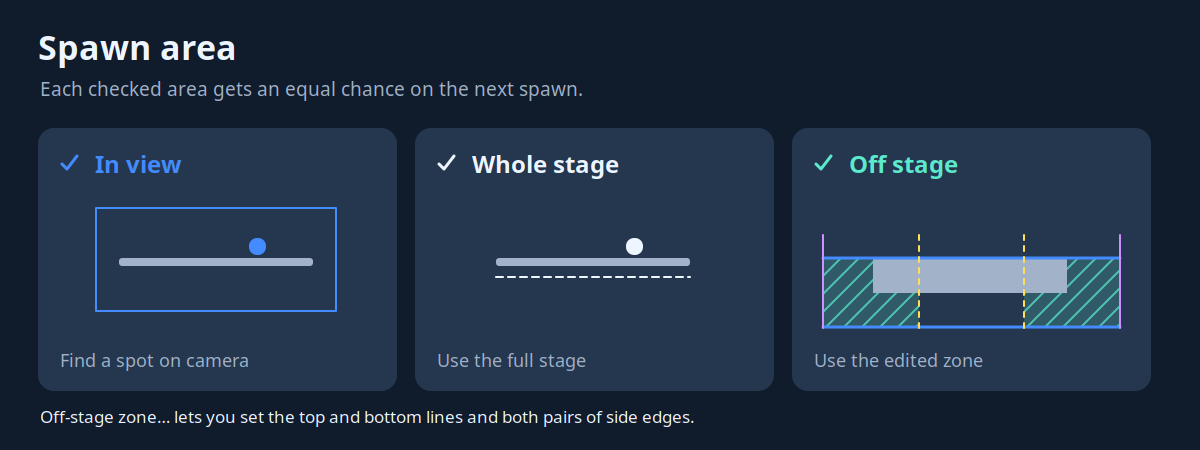 Spawn area
Each checked area gets an equal chance on the next spawn.
In view
Whole stage
Off stage
Find a spot on camera
Use the full stage
Use the edited zone
Off-stage zone... lets you set the top and bottom lines and both pairs of side edges.